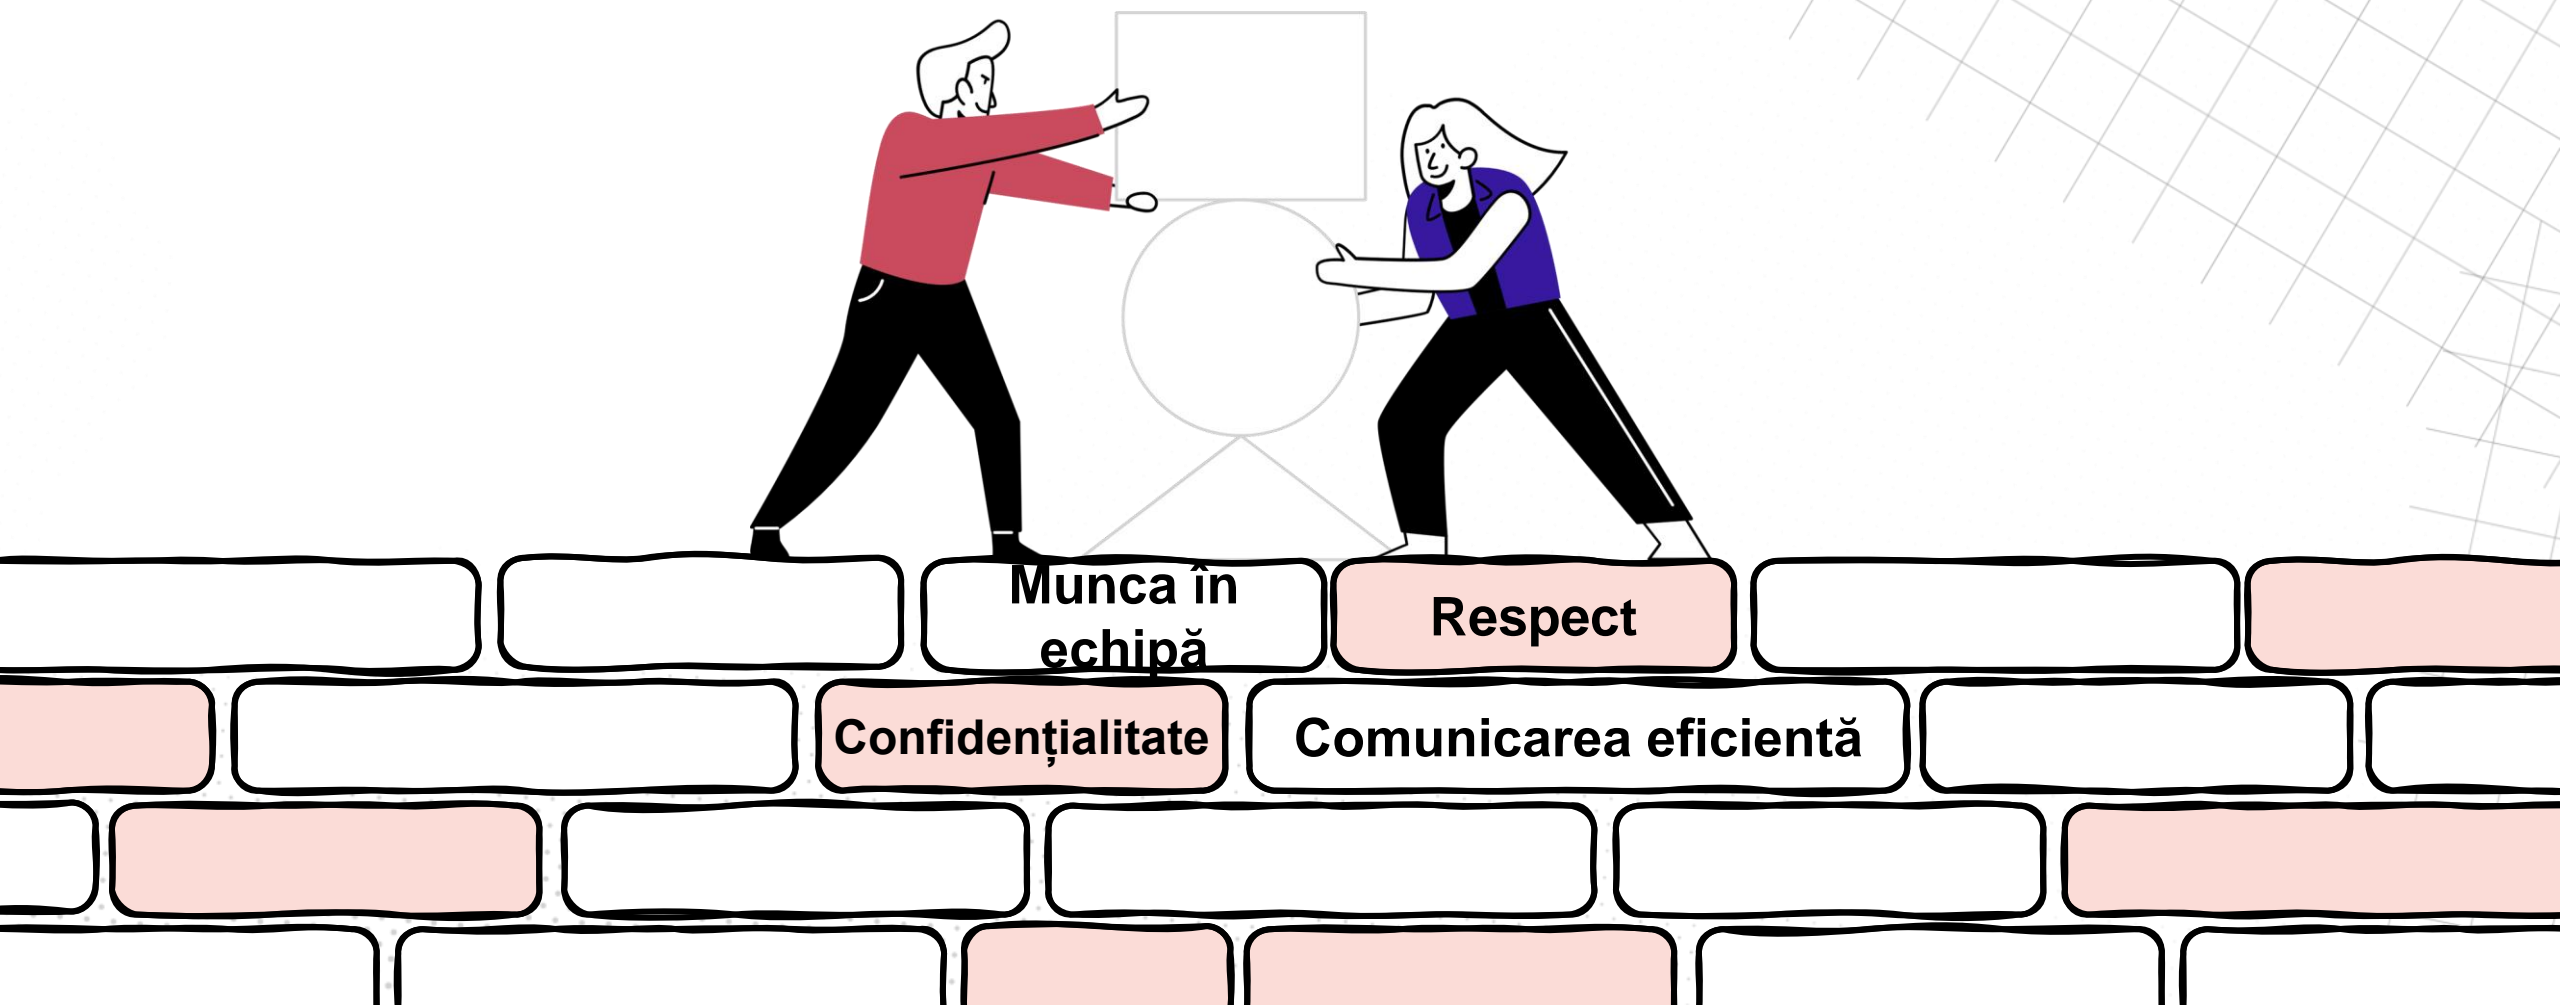 Munca în
echipă
Respect
Confidențialitate
Comunicarea eficientă